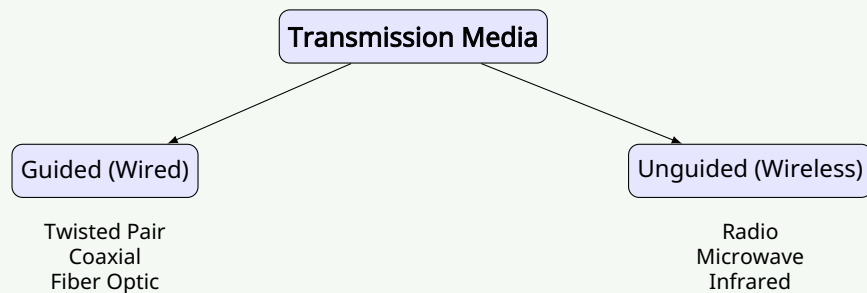 Transmission Media
Guided (Wired)
Unguided (Wireless)
Twisted Pair
Coaxial
Fiber Optic
Radio
Microwave
Infrared